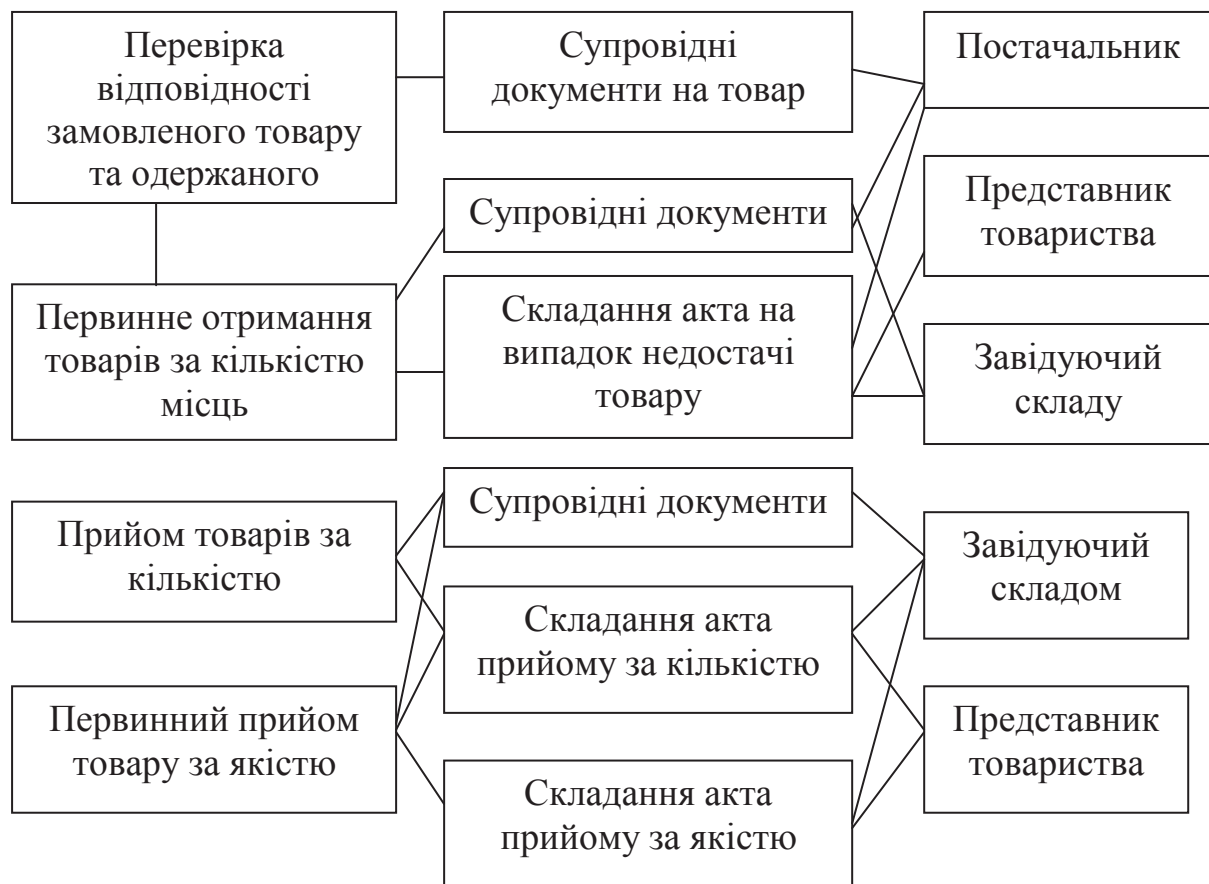 Перевірка
відповідності
замовленого товару
та одержаного
Супровідні
документи на товар
Постачальник
Супровідні документи
Представник
товариства
Первинне отримання
товарів за кількістю
місць
Складання акта на
випадок недостачі
товару
Завідуючий
складу
Прийом товарів за
кількістю
Супровідні документи
Завідуючий
складом
Складання акта
прийому за кількістю
Первинний прийом
товару за якістю
Представник
товариства
Складання акта
прийому за якістю